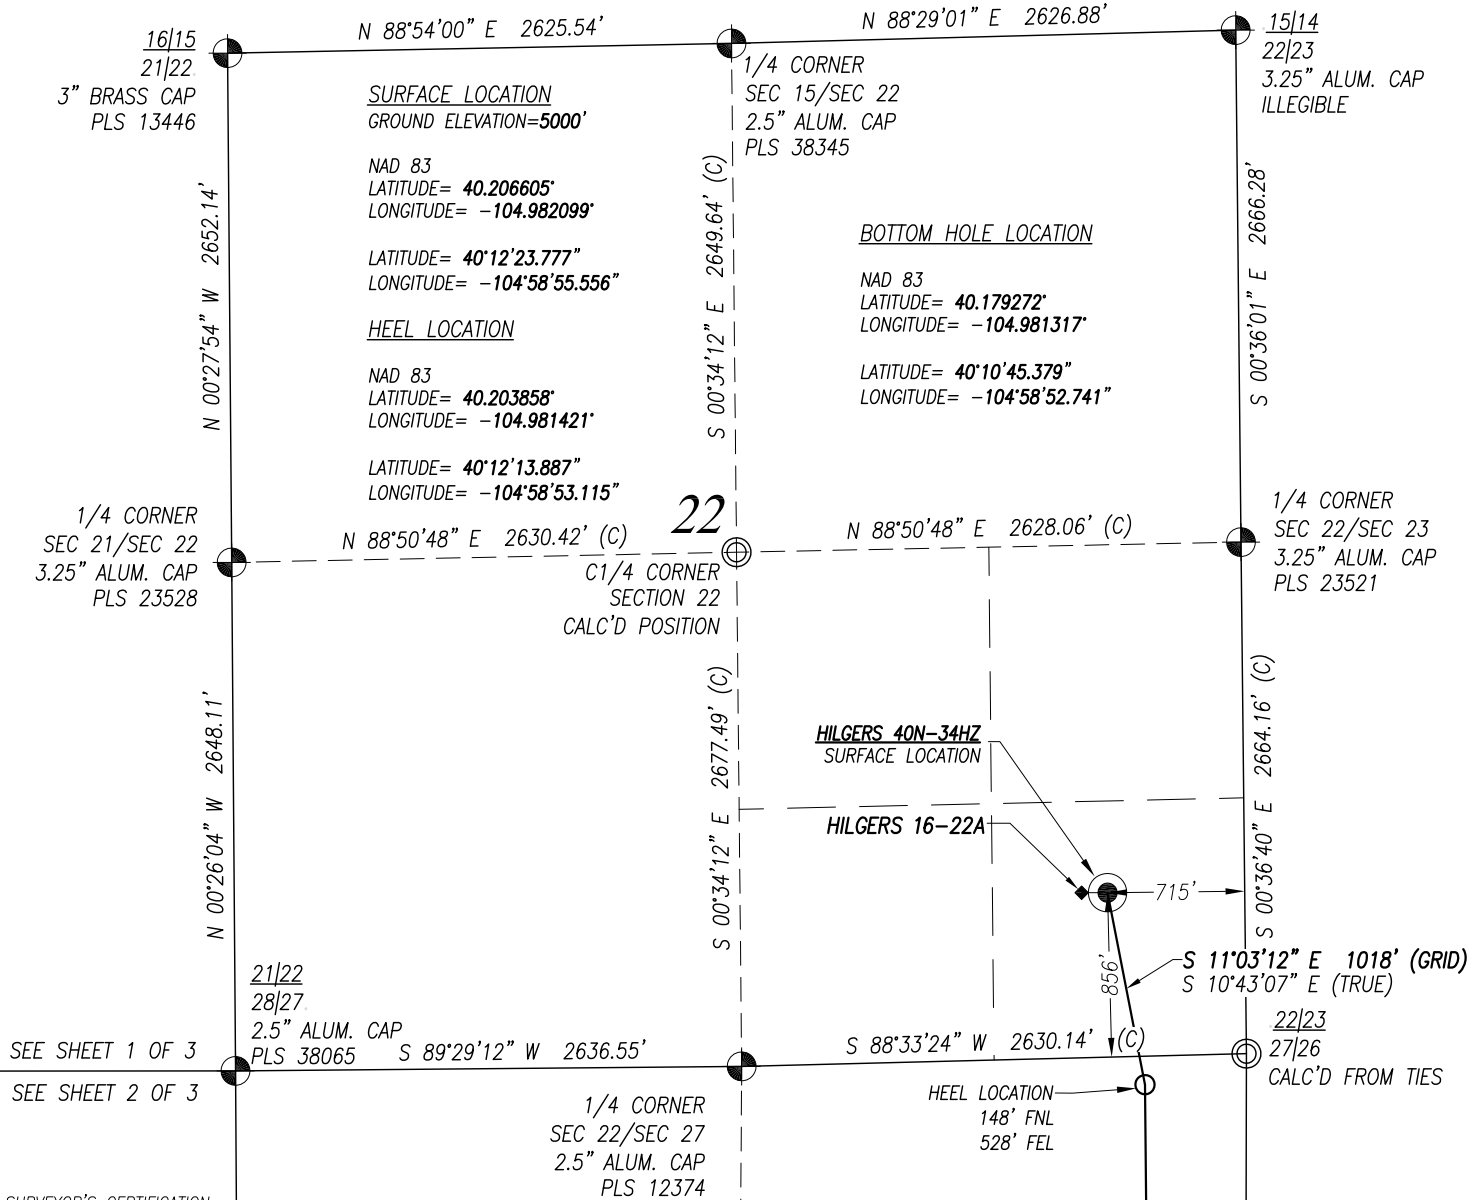 N 88°54'00" E 2625.54'
N 88°29'01" E 2626.88'
16|15
21|22
3" BRASS CAP
PLS 13446
1/4 CORNER
SEC 15/SEC 22
2.5" ALUM. CAP
PLS 38345
15|14
22|23
3.25" ALUM. CAP
ILLEGIBLE
SURFACE LOCATION
GROUND ELEVATION=5000'
NAD 83
LATITUDE= 40.206605°
LONGITUDE= -104.982099°
LATITUDE= 40°12'23.777"
LONGITUDE= -104°58'55.556"
HEEL LOCATION
NAD 83
LATITUDE= 40.203858°
LONGITUDE= -104.981421°
LATITUDE= 40°12'13.887"
LONGITUDE= -104°58'53.115"
BOTTOM HOLE LOCATION
NAD 83
LATITUDE= 40.179272°
LONGITUDE= -104.981317°
LATITUDE= 40°10'45.379"
LONGITUDE= -104°58'52.741"
N 00°27'54" W 2652.14'
S 00°34'12" E 2649.64' (C)
S 00°36'01" E 2666.28'
22
1/4 CORNER
SEC 21/SEC 22
3.25" ALUM. CAP
PLS 23528
N 88°50'48" E 2630.42' (C)
N 88°50'48" E 2628.06' (C)
C1/4 CORNER
SECTION 22
CALC'D POSITION
1/4 CORNER
SEC 22/SEC 23
3.25" ALUM. CAP
PLS 23521
N 00°26'04" W 2648.11'
S 00°34'12" E 2677.49' (C)
S 00°36'40" E 2664.16' (C)
HILGERS 40N-34HZ
SURFACE LOCATION
HILGERS 16-22A
715'
856'
S 11°03'12" E 1018' (GRID)
S 10°43'07" E (TRUE)
21|22
28|27
2.5" ALUM. CAP
PLS 38065
S 89°29'12" W 2636.55'
S 88°33'24" W 2630.14' (C)
22|23
27|26
CALC'D FROM TIES
SEE SHEET 1 OF 3
SEE SHEET 2 OF 3
HEEL LOCATION
148' FNL
528' FEL
1/4 CORNER
SEC 22/SEC 27
2.5" ALUM. CAP
PLS 12374
SURVEYOR'S CERTIFICATION